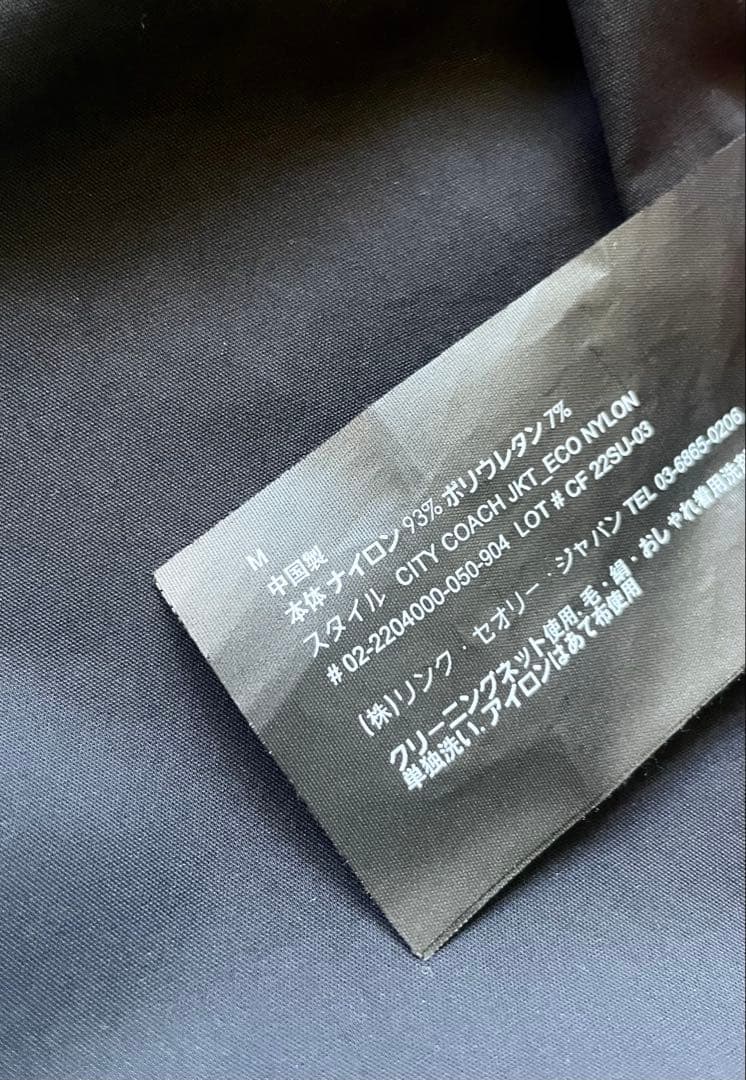 M
中国製
本体 ナイロン 93% ポリウレタン 7%
スタイル CITY COACH JKT_ECO NYLON
# 02-2204000-050-904 LOT # CF 22SU-03
(株)リンク・セオリー・ジャパン TEL 03-6865-0206
クリーニングネット使用. 毛・絹・おしゃれ着用洗剤
単独洗い. アイロンはあて布使用